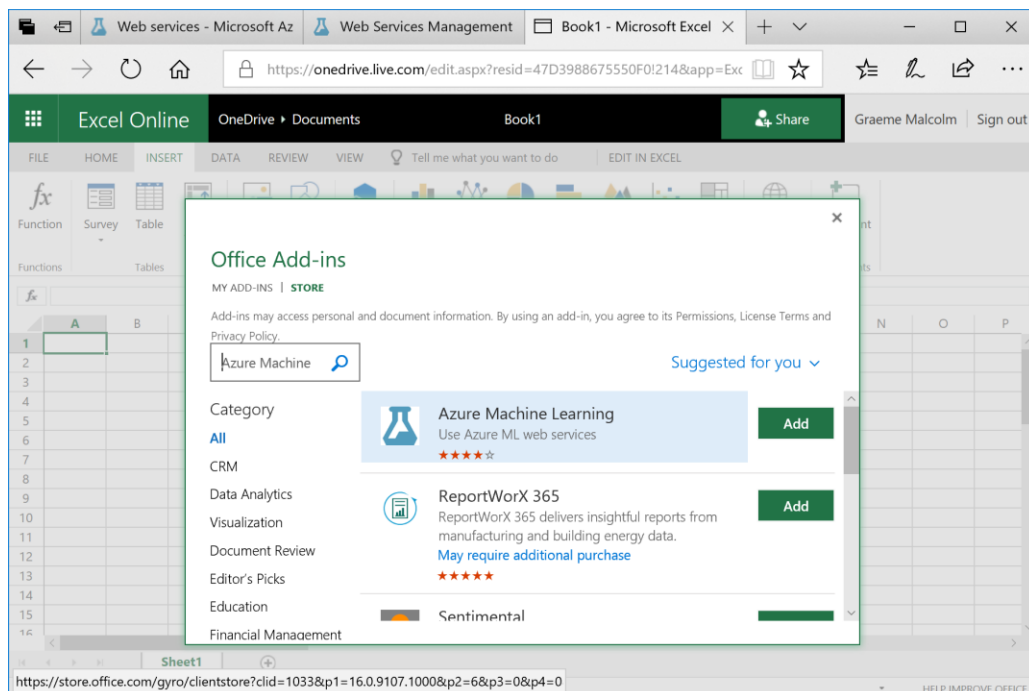 Web services - Microsoft Az
Web Services Management
Book1 - Microsoft Excel
https://onedrive.live.com/edit.aspx?resid=47D3988675550F0!214&app=Exc
Excel Online
OneDrive ▸ Documents
Book1
Share
Graeme Malcolm
Sign out
FILE HOME INSERT DATA REVIEW VIEW Tell me what you want to do EDIT IN EXCEL
fx
Function
Survey
Table
Functions
Tables
fx
A B N O P
1
2
3
4
5
6
7
8
9
10
11
12
13
14
15
16
Office Add-ins
MY ADD-INS | STORE
Add-ins may access personal and document information. By using an add-in, you agree to its Permissions, License Terms and
Privacy Policy.
Azure Machine
Suggested for you
Category
All
CRM
Data Analytics
Visualization
Document Review
Editor's Picks
Education
Financial Management
Azure Machine Learning
Use Azure ML web services
Add
ReportWorX 365
ReportWorX 365 delivers insightful reports from
manufacturing and building energy data.
May require additional purchase
Add
Sentimental
Sheet1
https://store.office.com/gyro/clientstore?clid=1033&p1=16.0.9107.1000&p2=6&p3=0&p4=0
HELP IMPROVE OFFICE